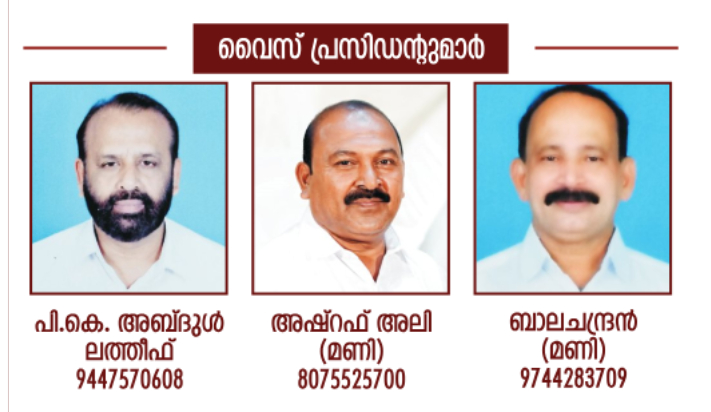 വൈസ് പ്രസിഡന്റുമാർ
പി.കെ. അബ്ദുൾ ലത്തീഫ്
9447570608
അഷ്റഫ് അലി
(മണി)
8075525700
ബാലചന്ദ്രൻ
(മണി)
9744283709